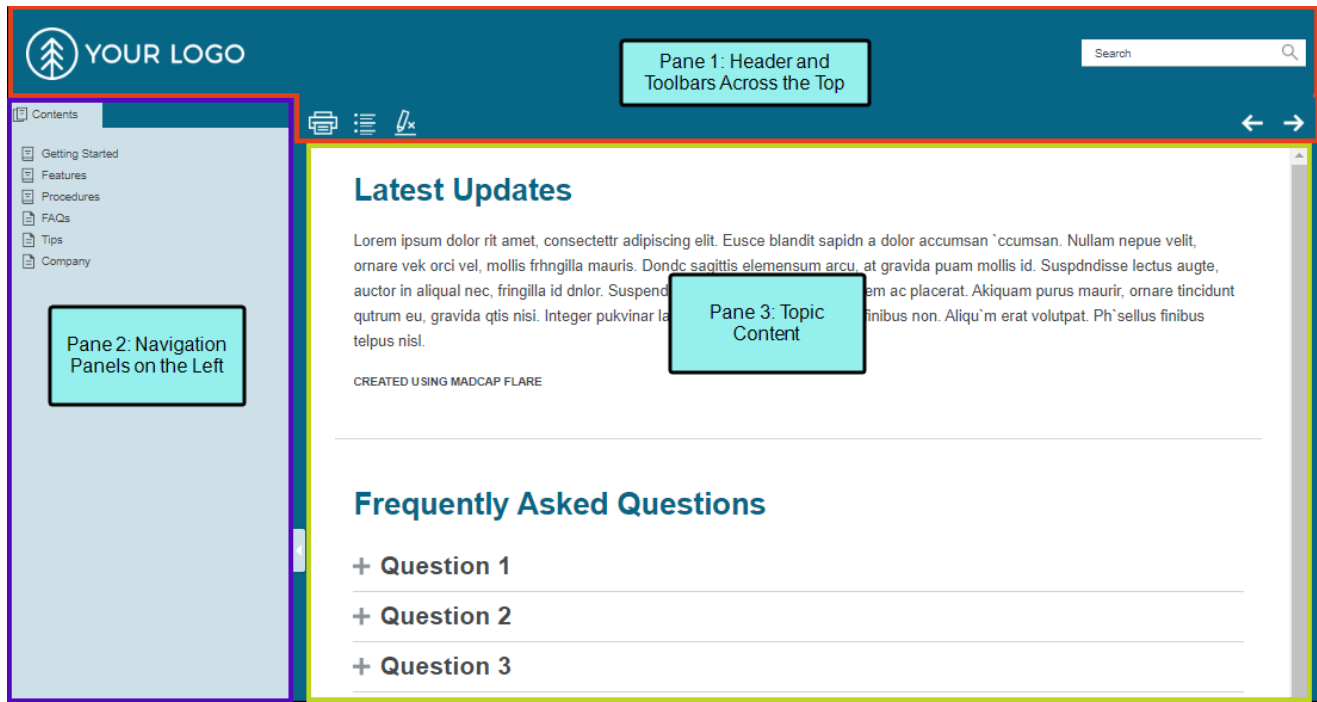 YOUR LOGO
Pane 1: Header and
Toolbars Across the Top
Search
Contents
Getting Started
Features
Procedures
FAQs
Tips
Company
Pane 2: Navigation
Panels on the Left
Latest Updates
Lorem ipsum dolor rit amet, consectettr adipiscing elit. Eusce blandit sapidn a dolor accumsan `ccumsan. Nullam nepue velit,
ornare vek orci vel, mollis frhngilla mauris. Dondc sagittis elemensum arcu, at gravida puam mollis id. Suspdndisse lectus augte,
auctor in aliqual nec, fringilla id dnlor. Suspend em ac placerat. Akiquam purus maurir, ornare tincidunt
qutrum eu, gravida qtis nisi. Integer pukvinar la finibus non. Aliqu`m erat volutpat. Ph`sellus finibus
telpus nisl.
Pane 3: Topic
Content
CREATED USING MADCAP FLARE
Frequently Asked Questions
Question 1
Question 2
Question 3